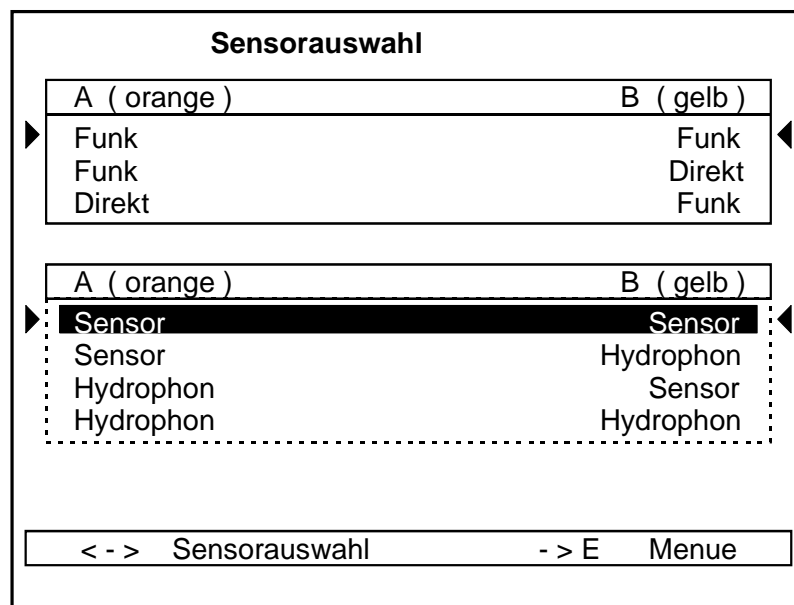 Sensorauswahl
A ( orange ) B ( gelb )
Funk Funk
Funk Direkt
Direkt Funk
A ( orange ) B ( gelb )
Sensor Sensor
Sensor Hydrophon
Hydrophon Sensor
Hydrophon Hydrophon
< - > Sensorauswahl - > E Menue